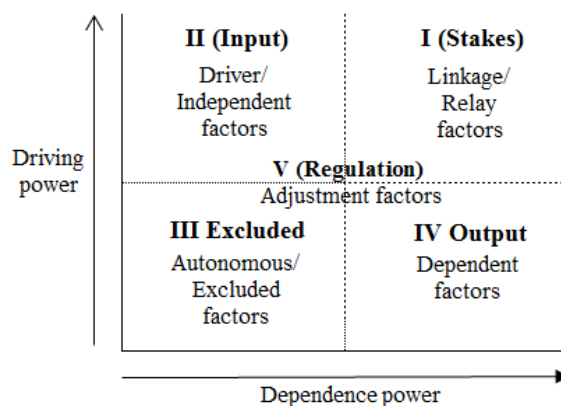 II (Input)
Driver/
Independent
factors
I (Stakes)
Linkage/
Relay
factors
Driving
power
V (Regulation)
Adjustment factors
III Excluded
Autonomous/
Excluded
factors
IV Output
Dependent
factors
Dependence power